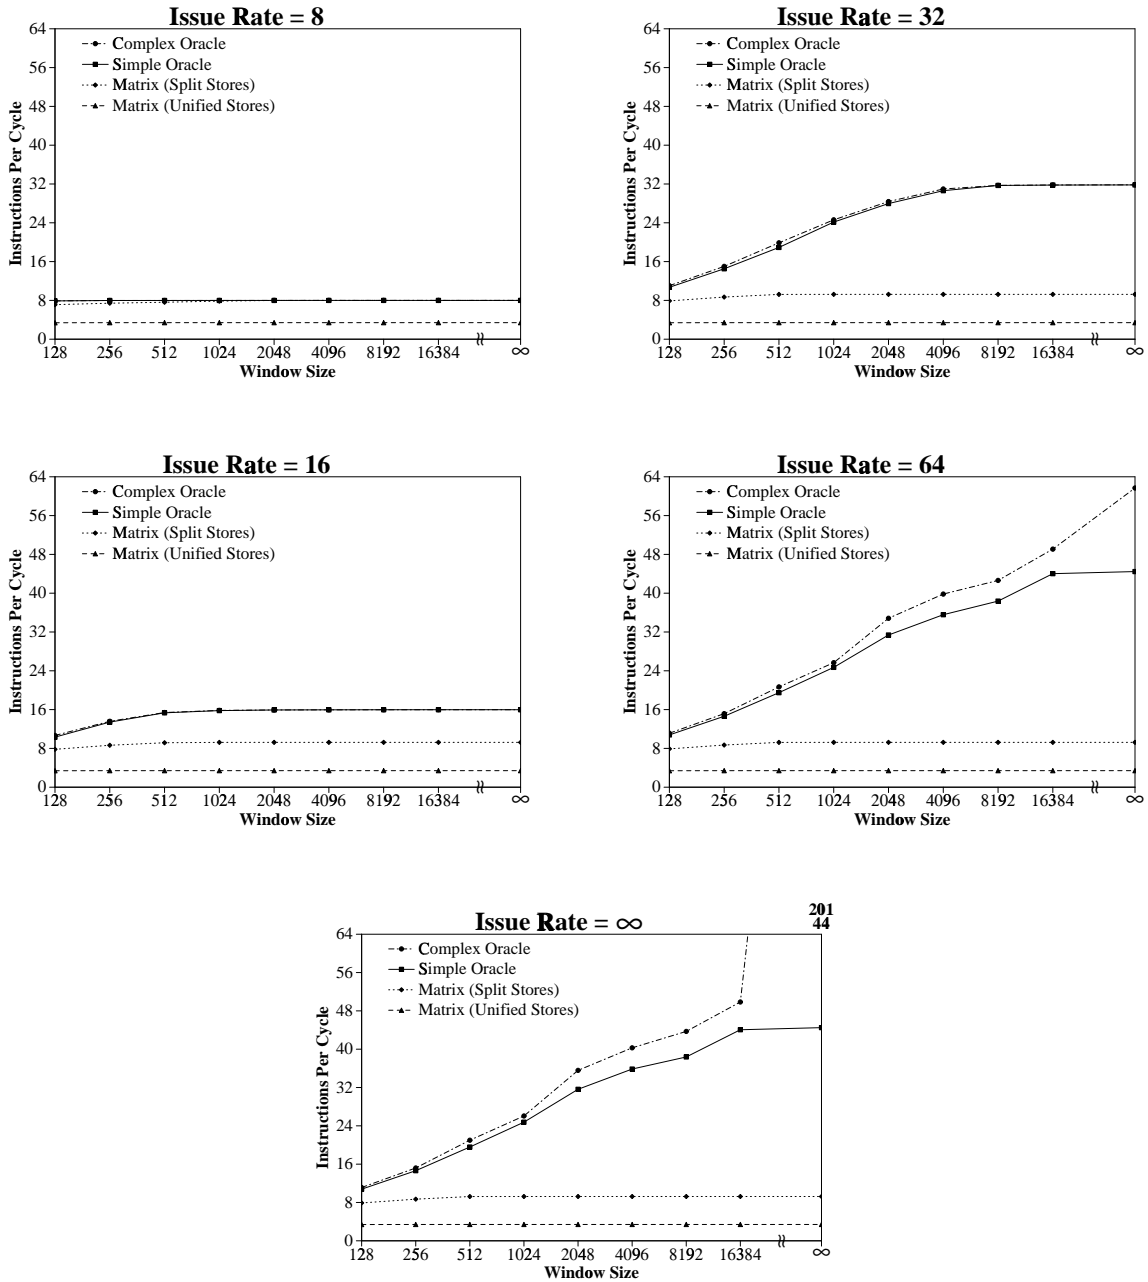 Issue Rate = 8
64
56
48
40
32
24
16
8
0
Instructions Per Cycle
Complex Oracle
Simple Oracle
Matrix (Split Stores)
Matrix (Unified Stores)
128 256 512 1024 2048 4096 8192 16384 ≈ ∞
Window Size
Issue Rate = 32
64
56
48
40
32
24
16
8
0
Instructions Per Cycle
Complex Oracle
Simple Oracle
Matrix (Split Stores)
Matrix (Unified Stores)
128 256 512 1024 2048 4096 8192 16384 ≈ ∞
Window Size
Issue Rate = 16
64
56
48
40
32
24
16
8
0
Instructions Per Cycle
Complex Oracle
Simple Oracle
Matrix (Split Stores)
Matrix (Unified Stores)
128 256 512 1024 2048 4096 8192 16384 ≈ ∞
Window Size
Issue Rate = 64
64
56
48
40
32
24
16
8
0
Instructions Per Cycle
Complex Oracle
Simple Oracle
Matrix (Split Stores)
Matrix (Unified Stores)
128 256 512 1024 2048 4096 8192 16384 ≈ ∞
Window Size
Issue Rate = ∞
201
44
64
56
48
40
32
24
16
8
0
Instructions Per Cycle
Complex Oracle
Simple Oracle
Matrix (Split Stores)
Matrix (Unified Stores)
128 256 512 1024 2048 4096 8192 16384 ≈ ∞
Window Size